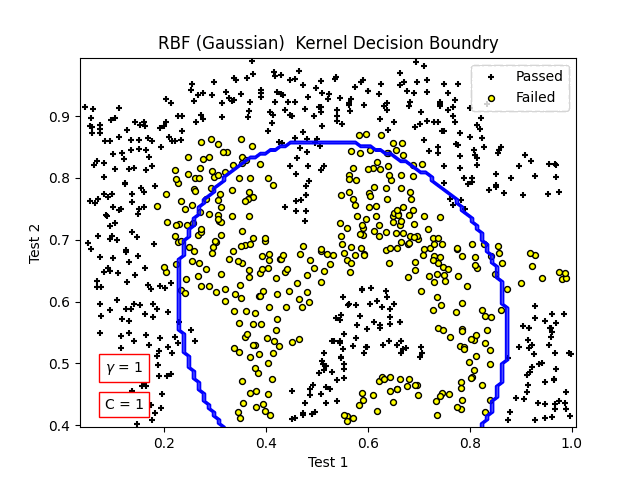 RBF (Gaussian)  Kernel Decision Boundry
Passed
Failed
0.9
0.8
0.7
0.6
0.5
0.4
Test 2
γ = 1
C = 1
0.2
0.4
0.6
0.8
1.0
Test 1